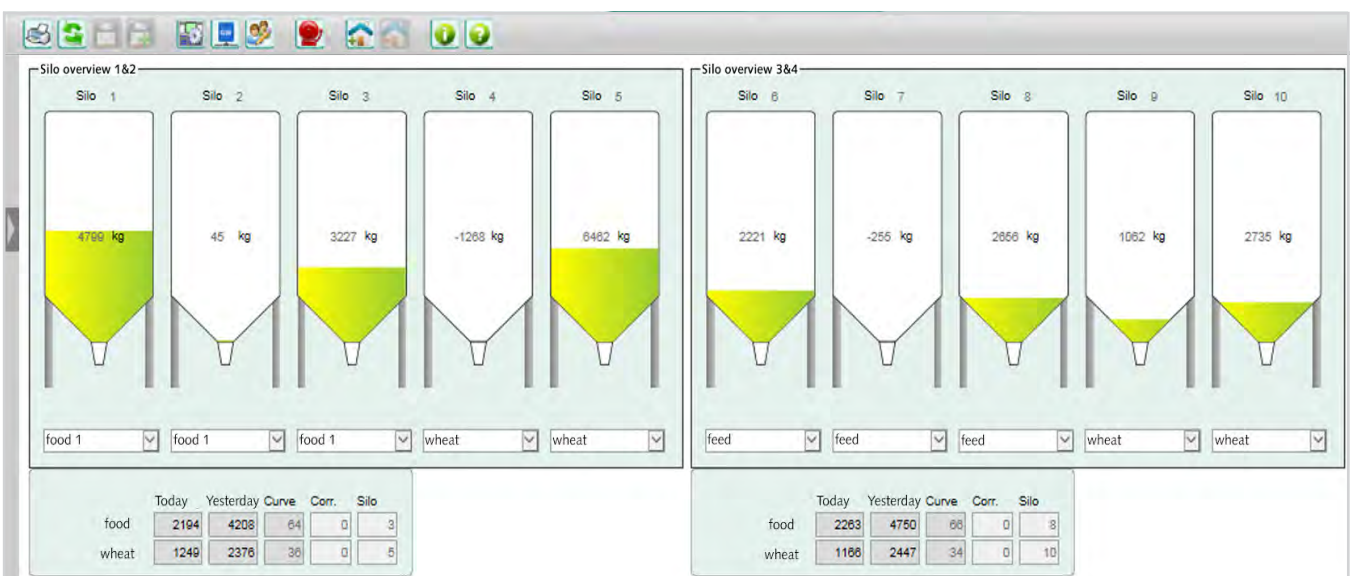 Silo overview 1&2
Silo 1 Silo 2 Silo 3 Silo 4 Silo 5
4799 kg 45 kg 3227 kg -1268 kg 6462 kg
food 1 food 1 food 1 wheat wheat
Today Yesterday Curve Corr. Silo
food 2194 4208 64 0 3
wheat 1249 2376 36 0 5
Silo overview 3&4
Silo 6 Silo 7 Silo 8 Silo 9 Silo 10
2221 kg -255 kg 2656 kg 1062 kg 2735 kg
feed feed feed wheat wheat
Today Yesterday Curve Corr. Silo
food 2263 4750 66 0 8
wheat 1166 2447 34 0 10